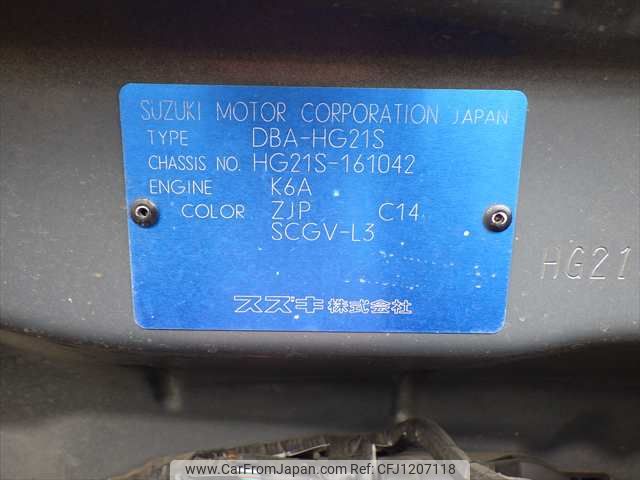 SUZUKI MOTOR CORPORATION JAPAN
TYPE DBA-HG21S
CHASSIS NO. HG21S-161042
ENGINE K6A
COLOR ZJP C14
SCGV-L3
HG21
スズキ株式会社
www.CarFromJapan.com | Ref. No. CFJ1207118